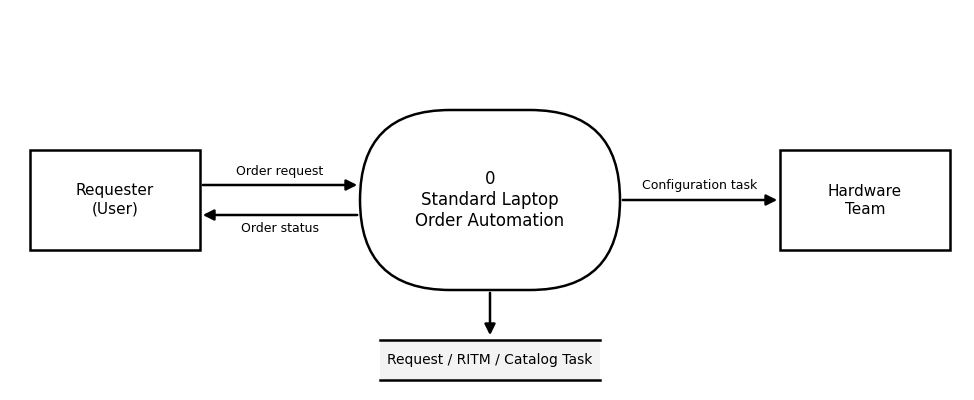 Requester
(User)
Order request
Order status
0
Standard Laptop
Order Automation
Configuration task
Hardware
Team
Request / RITM / Catalog Task